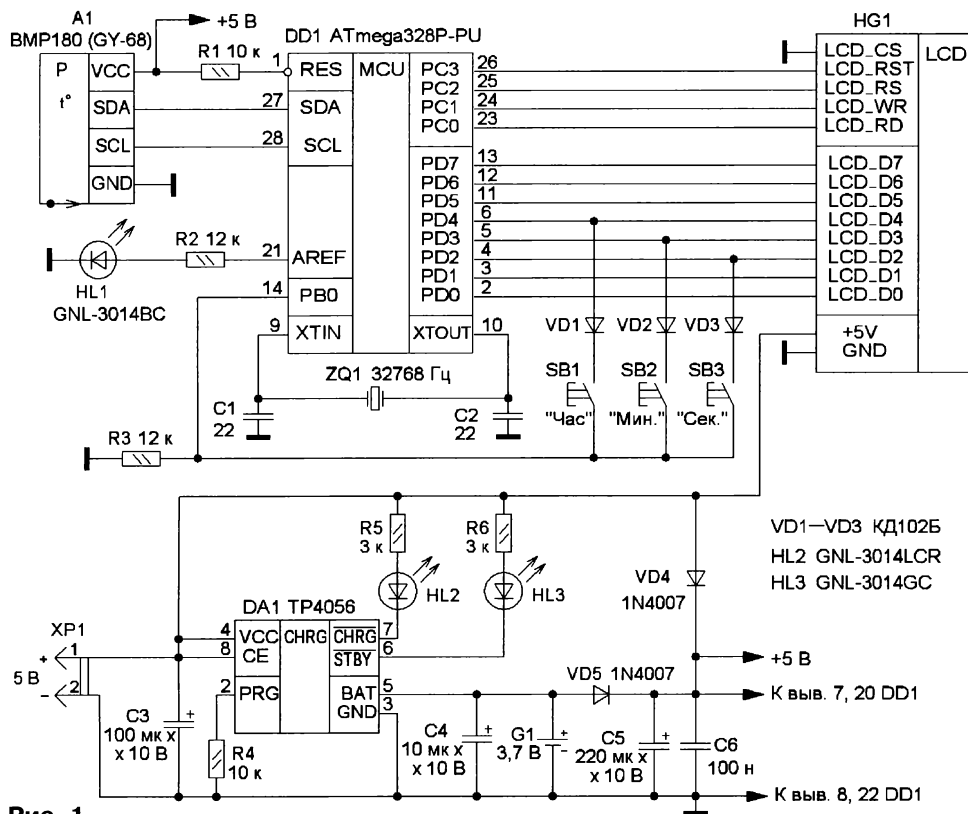 A1
BMP180 (GY-68)
+5 В
P
t°
VCC
SDA
SCL
GND
R1 10 к
DD1 ATmega328P-PU
1
RES
MCU
27
SDA
28
SCL
21
AREF
14
PB0
9
XTIN
XTOUT
10
PC3
26
PC2
25
PC1
24
PC0
23
PD7
13
PD6
12
PD5
11
PD4
6
PD3
5
PD2
4
PD1
3
PD0
2
HG1
LCD_CS
LCD_RST
LCD_RS
LCD_WR
LCD_RD
LCD_D7
LCD_D6
LCD_D5
LCD_D4
LCD_D3
LCD_D2
LCD_D1
LCD_D0
+5V
GND
LCD
HL1
GNL-3014BC
R2 12 к
ZQ1 32768 Гц
C1
22
C2
22
R3 12 к
VD1
VD2
VD3
SB1
SB2
SB3
"Час"
"Мин."
"Сек."
VD1—VD3 КД102Б
HL2 GNL-3014LCR
HL3 GNL-3014GC
R5
3 к
R6
3 к
HL2
HL3
VD4
1N4007
DA1 TP4056
4
VCC
8
CE
2
PRG
CHRG
CHRG
7
STBY
6
BAT
5
GND
3
XP1
+
1
5 В
−
2
C3
100 мк х
х 10 В
R4
10 к
C4
10 мк х
х 10 В
G1
3,7 В
VD5 1N4007
C5
220 мк х
х 10 В
C6
100 н
+5 В
К выв. 7, 20 DD1
К выв. 8, 22 DD1
Рис. 1